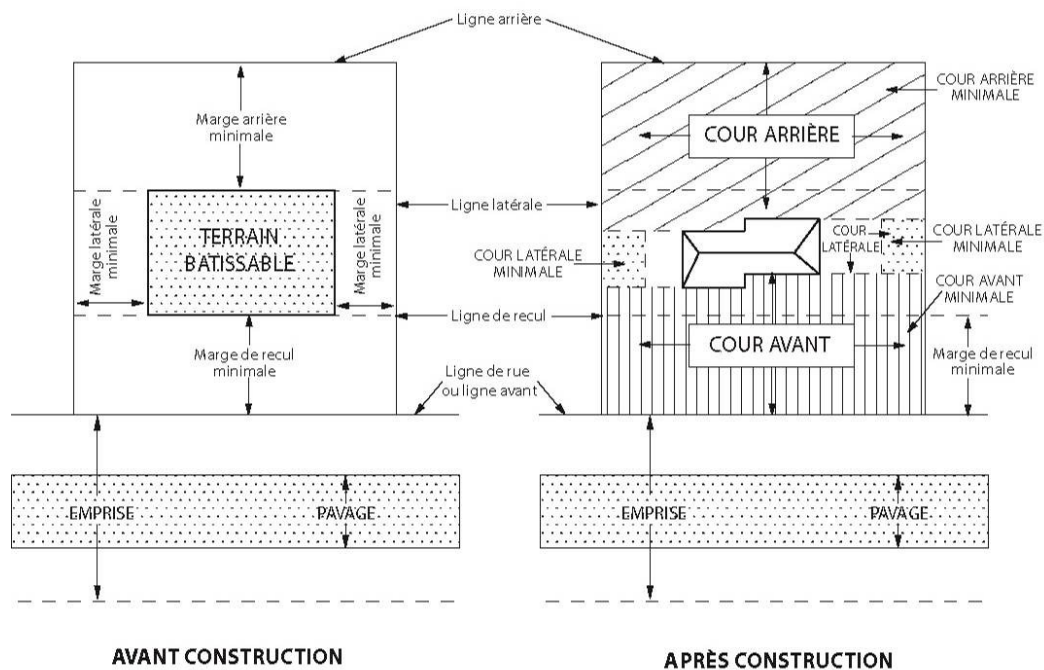 Ligne arrière
Marge arrière
minimale
Marge latérale
minimale
TERRAIN
BATISSABLE
Marge latérale
minimale
Marge de recul
minimale
Ligne latérale
Ligne de recul
Ligne de rue
ou ligne avant
EMPRISE
PAVAGE
AVANT CONSTRUCTION
COUR ARRIÈRE
MINIMALE
COUR ARRIÈRE
COUR LATÉRALE
MINIMALE
COUR
LATÉRALE
COUR LATÉRALE
MINIMALE
COUR AVANT
MINIMALE
COUR AVANT
Marge de recul
minimale
EMPRISE
PAVAGE
APRÈS CONSTRUCTION